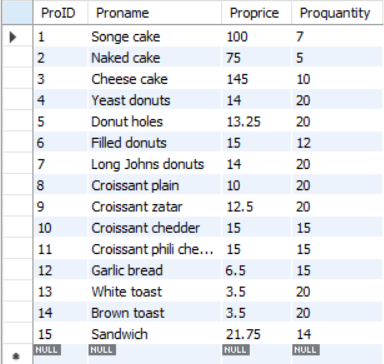 ProID Proname Proprice Proquantity
1 Songe cake 100 7
2 Naked cake 75 5
3 Cheese cake 145 10
4 Yeast donuts 14 20
5 Donut holes 13.25 20
6 Filled donuts 15 12
7 Long Johns donuts 14 20
8 Croissant plain 10 20
9 Croissant zatar 12.5 20
10 Croissant chedder 15 15
11 Croissant phili che... 15 15
12 Garlic bread 6.5 15
13 White toast 3.5 20
14 Brown toast 3.5 20
15 Sandwich 21.75 14
NULL NULL NULL NULL